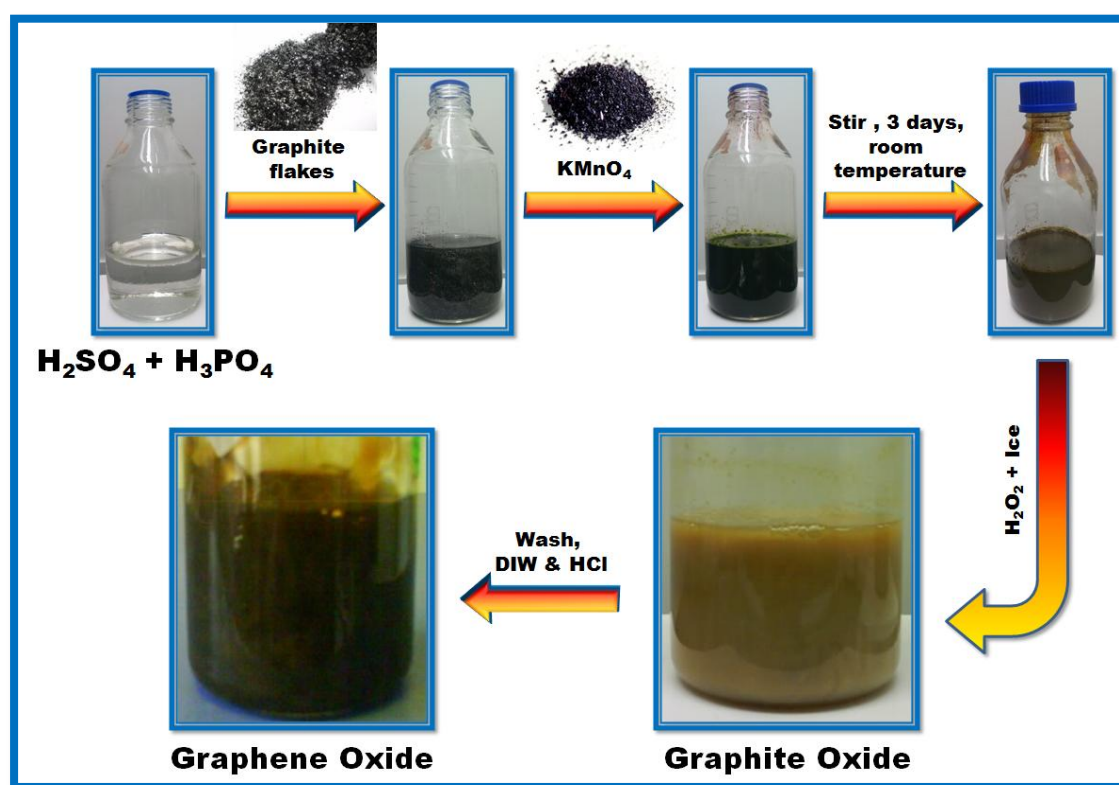 Graphite
flakes
KMnO₄
Stir , 3 days,
room
temperature
H₂SO₄ + H₃PO₄
H₂O₂ + Ice
Wash,
DIW & HCl
Graphene Oxide
Graphite Oxide